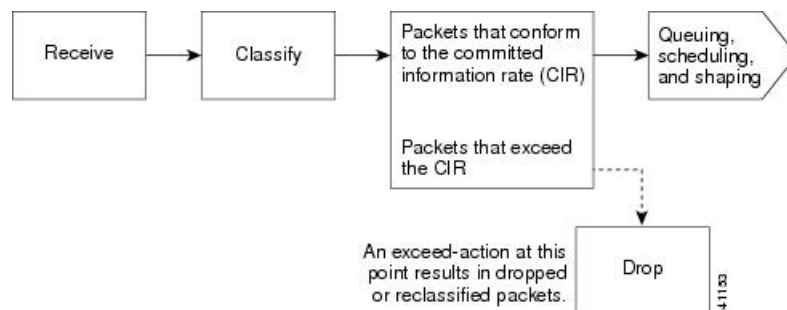 Receive
Classify
Packets that conform
to the committed
information rate (CIR)
Packets that exceed
the CIR
Queuing,
scheduling,
and shaping
An exceed-action at this
point results in dropped
or reclassified packets.
Drop
41153